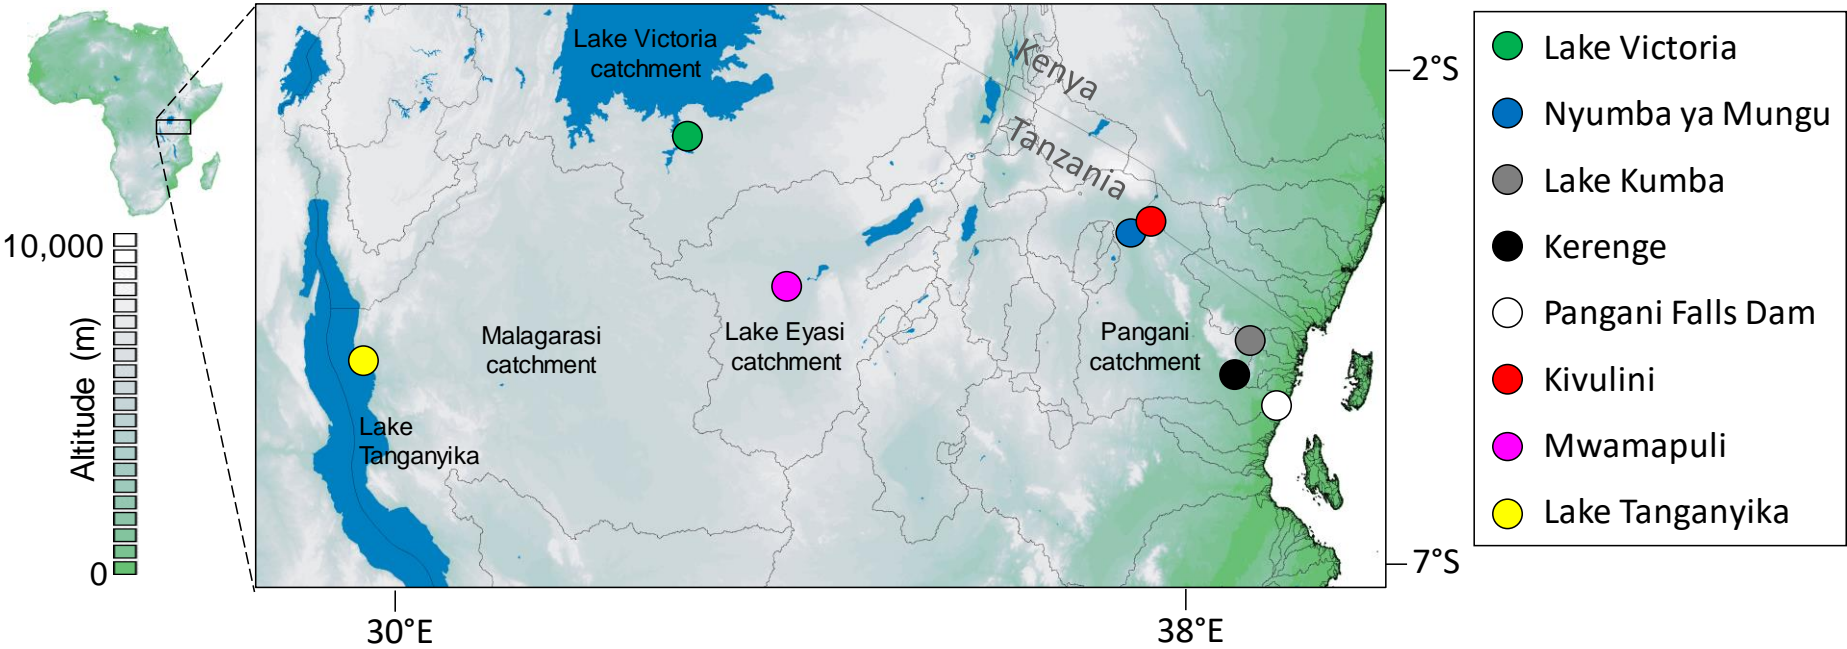 Lake Victoria
catchment
Kenya
Tanzania
Malagarasi
catchment
Lake Eyasi
catchment
Pangani
catchment
Lake
Tanganyika
10,000
Altitude (m)
0
2°S
7°S
30°E
38°E
Lake Victoria
Nyumba ya Mungu
Lake Kumba
Kerenge
Pangani Falls Dam
Kivulini
Mwamapuli
Lake Tanganyika